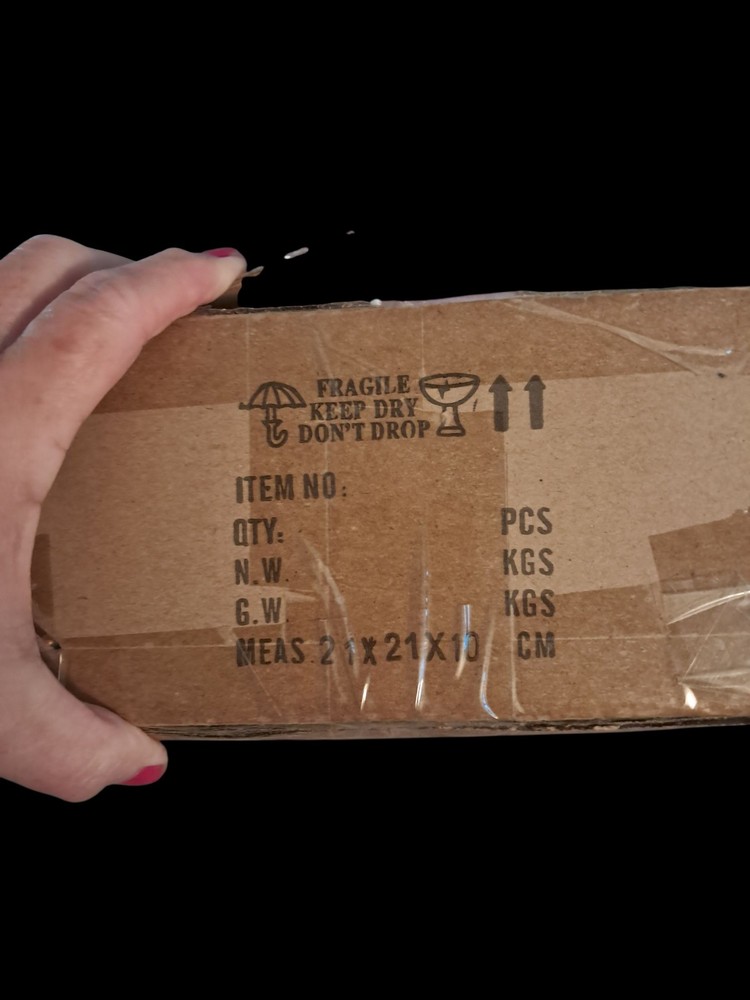 FRAGILE
KEEP DRY
DON'T DROP
ITEM NO:
QTY: PCS
N.W. KGS
G.W. KGS
MEAS. 21X21X10 CM